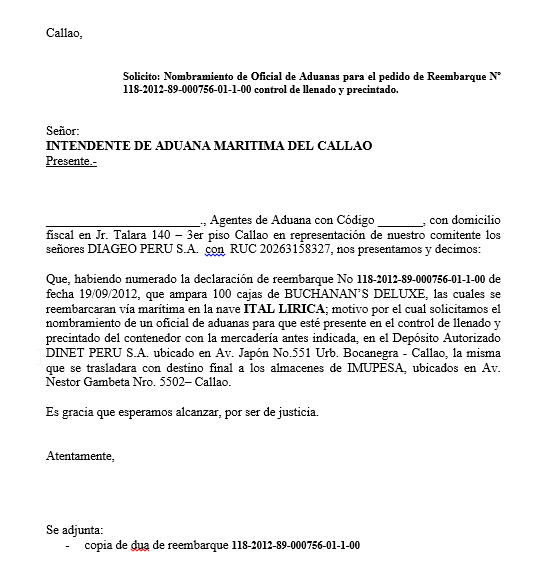 Callao,
Solicito: Nombramiento de Oficial de Aduanas para el pedido de Reembarque Nº
118-2012-89-000756-01-1-00 control de llenado y precintado.
Señor:
INTENDENTE DE ADUANA MARITIMA DEL CALLAO
Presente.-
______________________., Agentes de Aduana con Código _______, con domicilio
fiscal en Jr. Talara 140 – 3er piso Callao en representación de nuestro comitente los
señores DIAGEO PERU S.A. con RUC 20263158327, nos presentamos y decimos:
Que, habiendo numerado la declaración de reembarque No 118-2012-89-000756-01-1-00 de
fecha 19/09/2012, que ampara 100 cajas de BUCHANAN'S DELUXE, las cuales se
reembarcaran vía marítima en la nave ITAL LIRICA; motivo por el cual solicitamos el
nombramiento de un oficial de aduanas para que esté presente en el control de llenado y
precintado del contenedor con la mercadería antes indicada, en el Depósito Autorizado
DINET PERU S.A. ubicado en Av. Japón No.551 Urb. Bocanegra - Callao, la misma
que se trasladara con destino final a los almacenes de IMUPESA, ubicados en Av.
Nestor Gambeta Nro. 5502– Callao.
Es gracia que esperamos alcanzar, por ser de justicia.
Atentamente,
Se adjunta:
- copia de dua de reembarque 118-2012-89-000756-01-1-00